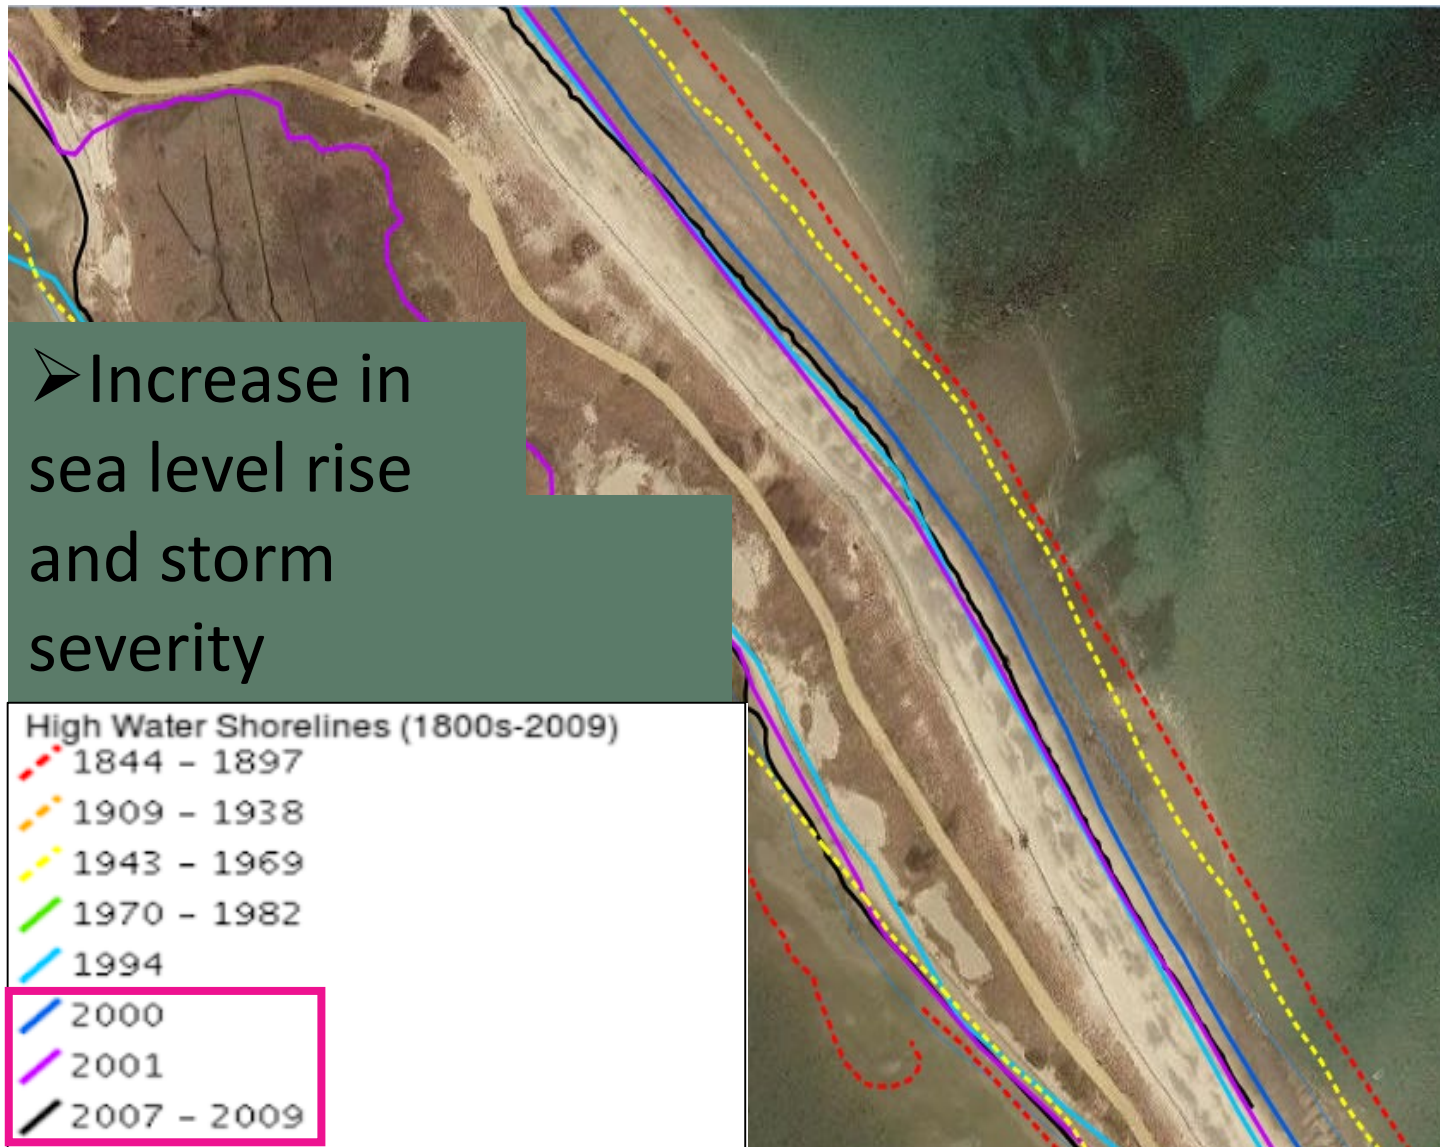 ➢Increase in
sea level rise
and storm
severity
High Water Shorelines (1800s-2009)
1844 – 1897
1909 – 1938
1943 – 1969
1970 – 1982
1994
2000
2001
2007 – 2009